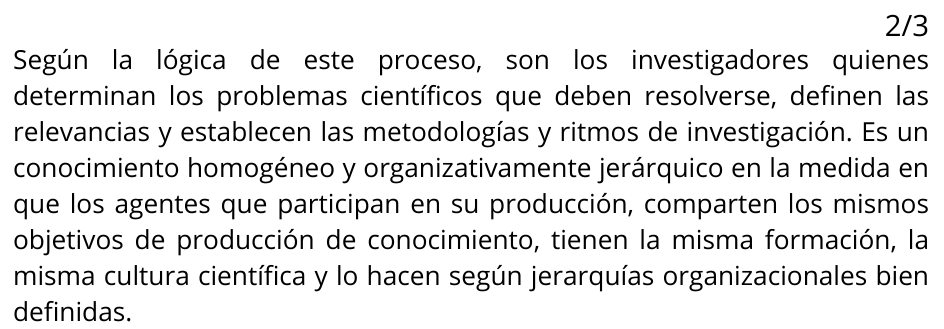 2/3
Según la lógica de este proceso, son los investigadores quienes
determinan los problemas científicos que deben resolverse, definen las
relevancias y establecen las metodologías y ritmos de investigación. Es un
conocimiento homogéneo y organizativamente jerárquico en la medida en
que los agentes que participan en su producción, comparten los mismos
objetivos de producción de conocimiento, tienen la misma formación, la
misma cultura científica y lo hacen según jerarquías organizacionales bien
definidas.